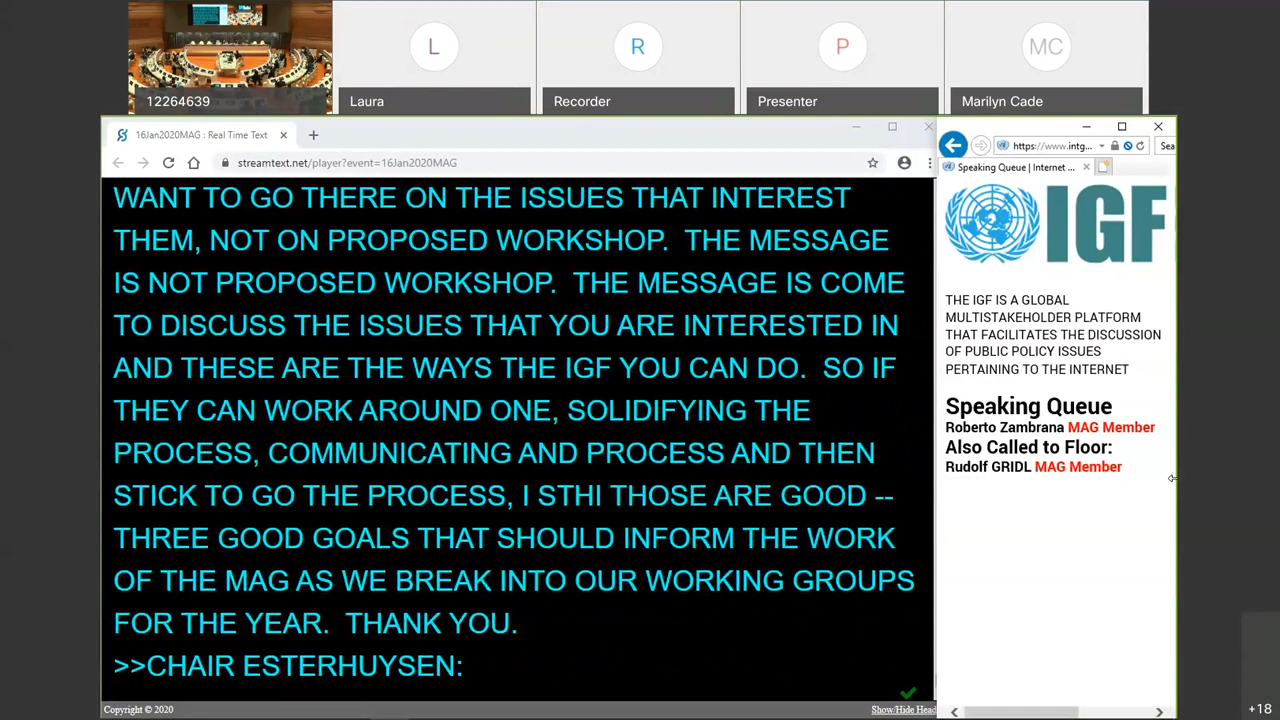 L
R
P
MC
12264639
Laura
Recorder
Presenter
Marilyn Cade
16Jan2020MAG : Real Time Text
streamtext.net/player?event=16Jan2020MAG
WANT TO GO THERE ON THE ISSUES THAT INTEREST
THEM, NOT ON PROPOSED WORKSHOP. THE MESSAGE
IS NOT PROPOSED WORKSHOP. THE MESSAGE IS COME
TO DISCUSS THE ISSUES THAT YOU ARE INTERESTED IN
AND THESE ARE THE WAYS THE IGF YOU CAN DO. SO IF
THEY CAN WORK AROUND ONE, SOLIDIFYING THE
PROCESS, COMMUNICATING AND PROCESS AND THEN
STICK TO GO THE PROCESS, I STHI THOSE ARE GOOD --
THREE GOOD GOALS THAT SHOULD INFORM THE WORK
OF THE MAG AS WE BREAK INTO OUR WORKING GROUPS
FOR THE YEAR. THANK YOU.
>>CHAIR ESTERHUYSEN:
Copyright © 2020
Show/Hide Head
https://www.intg...
Sea
Speaking Queue | Internet ...
IGF
THE IGF IS A GLOBAL
MULTISTAKEHOLDER PLATFORM
THAT FACILITATES THE DISCUSSION
OF PUBLIC POLICY ISSUES
PERTAINING TO THE INTERNET
Speaking Queue
Roberto Zambrana MAG Member
Also Called to Floor:
Rudolf GRIDL MAG Member
+18